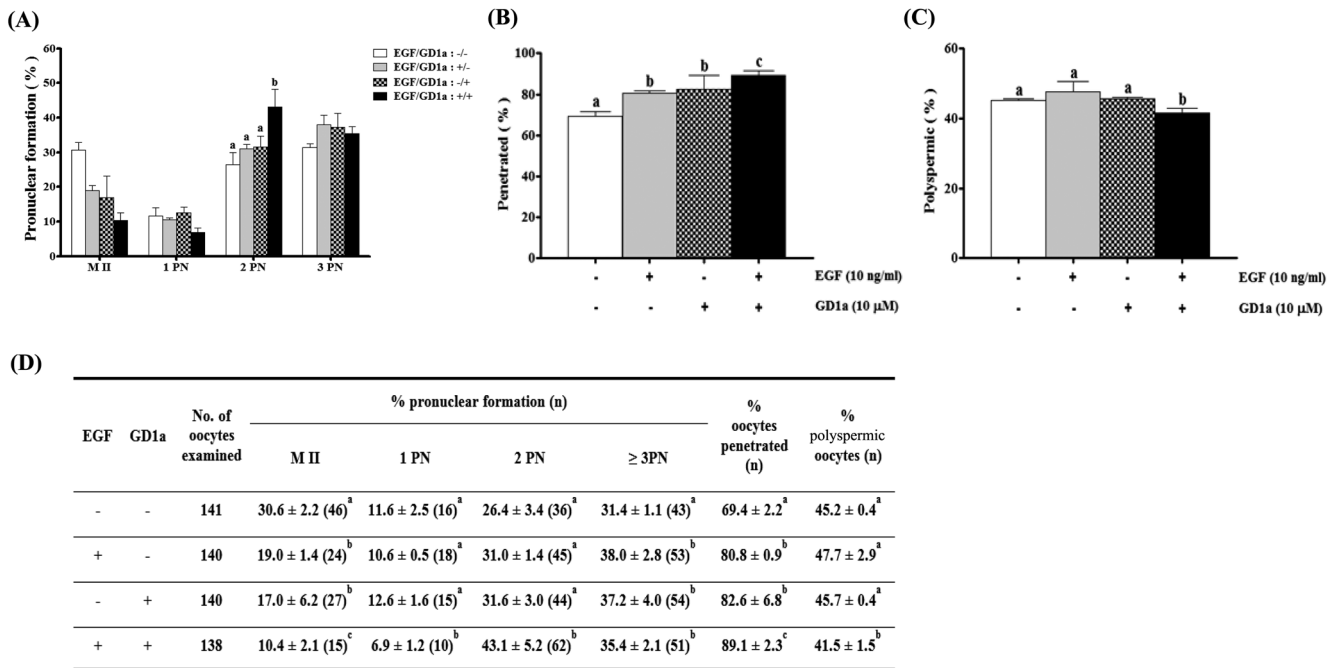 (A)
Pronuclear formation ( % )
60
50
40
30
20
10
0
EGF/GD1a : -/-
EGF/GD1a : +/-
EGF/GD1a : -/+
EGF/GD1a : +/+
a a a b
M II 1 PN 2 PN 3 PN
(B)
Penetrated ( % )
100
80
60
40
20
0
a b b c
- + - + EGF (10 ng/ml)
- - + + GD1a (10 µM)
(C)
Polyspermic ( % )
60
40
20
0
a a a b
- + - + EGF (10 ng/ml)
- - + + GD1a (10 µM)
(D)
EGF GD1a No. of oocytes examined % pronuclear formation (n) % oocytes penetrated (n) % polyspermic oocytes (n)
M II 1 PN 2 PN ≥ 3PN
- - 141 30.6 ± 2.2 (46)a 11.6 ± 2.5 (16)a 26.4 ± 3.4 (36)a 31.4 ± 1.1 (43)a 69.4 ± 2.2a 45.2 ± 0.4a
+ - 140 19.0 ± 1.4 (24)b 10.6 ± 0.5 (18)a 31.0 ± 1.4 (45)a 38.0 ± 2.8 (53)b 80.8 ± 0.9b 47.7 ± 2.9a
- + 140 17.0 ± 6.2 (27)b 12.6 ± 1.6 (15)a 31.6 ± 3.0 (44)a 37.2 ± 4.0 (54)b 82.6 ± 6.8b 45.7 ± 0.4a
+ + 138 10.4 ± 2.1 (15)c 6.9 ± 1.2 (10)b 43.1 ± 5.2 (62)b 35.4 ± 2.1 (51)b 89.1 ± 2.3c 41.5 ± 1.5b